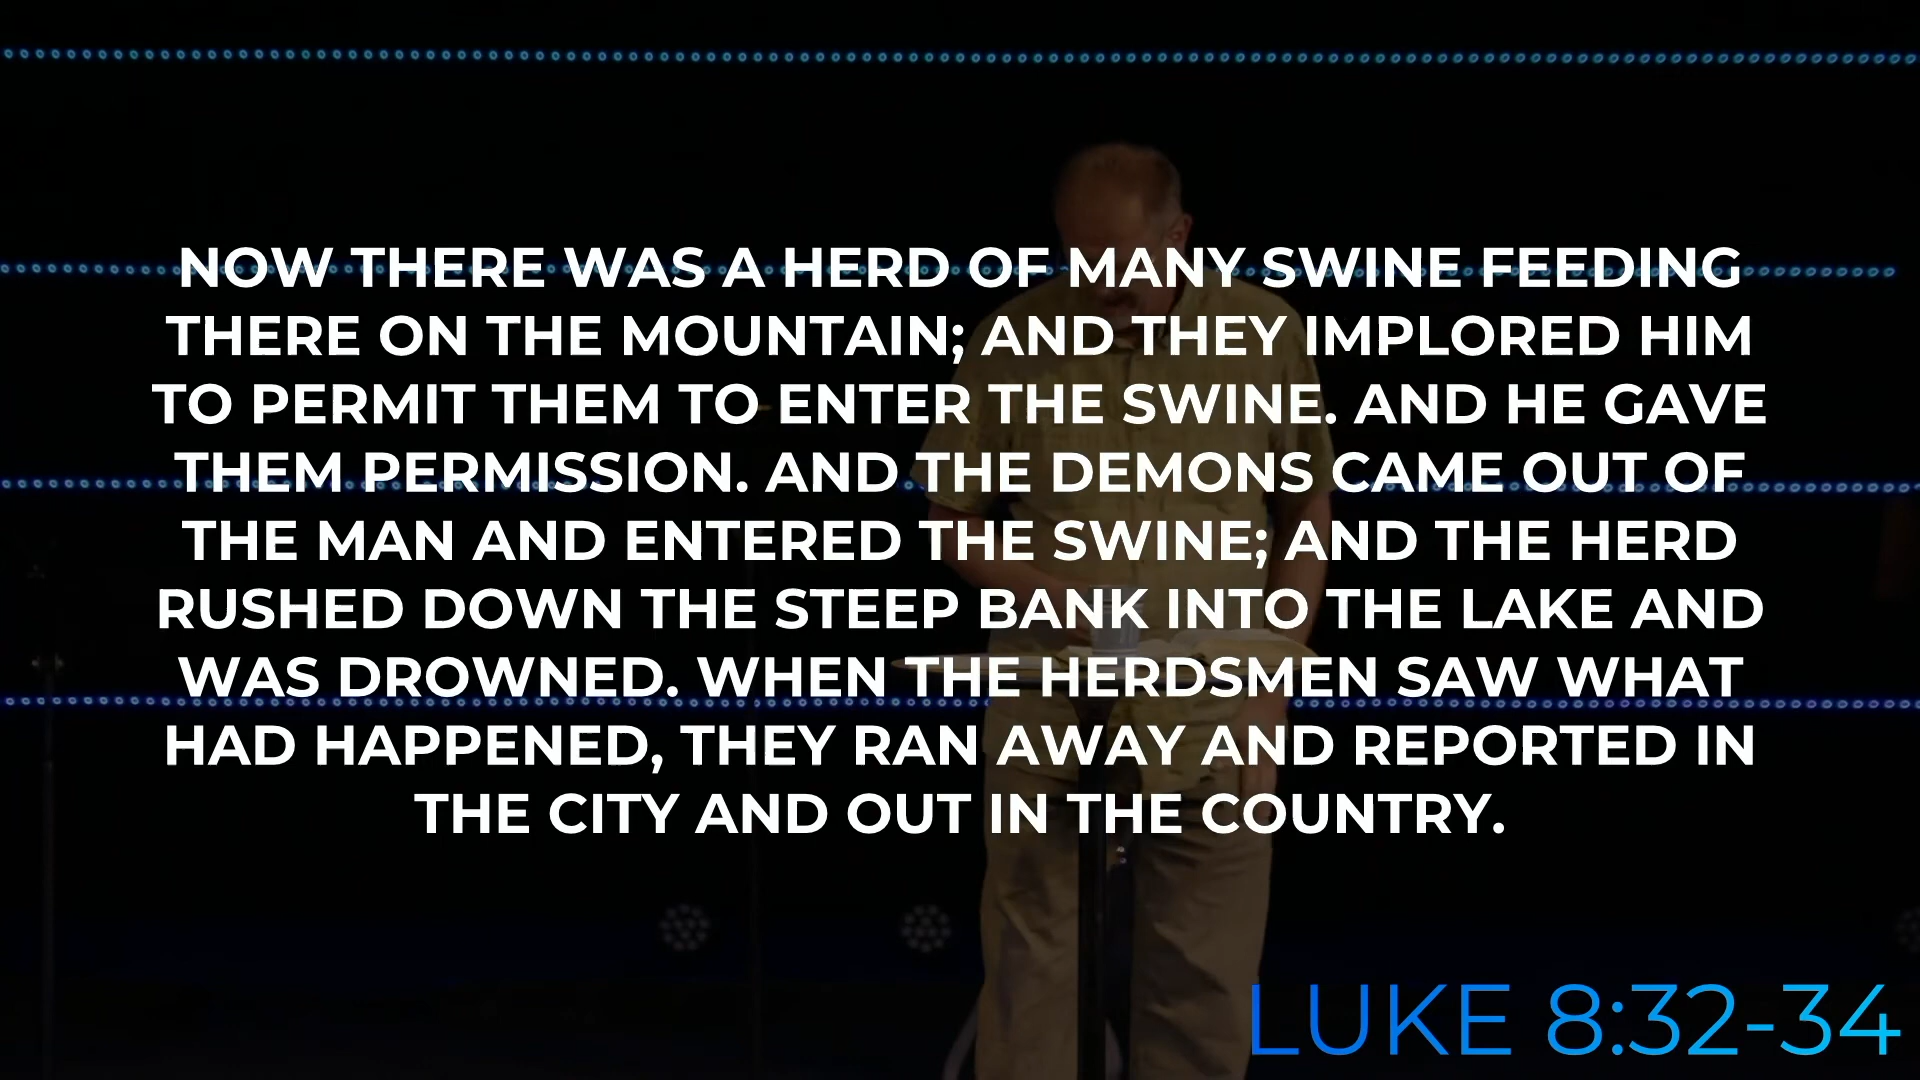 NOW THERE WAS A HERD OF MANY SWINE FEEDING
THERE ON THE MOUNTAIN; AND THEY IMPLORED HIM
TO PERMIT THEM TO ENTER THE SWINE. AND HE GAVE
THEM PERMISSION. AND THE DEMONS CAME OUT OF
THE MAN AND ENTERED THE SWINE; AND THE HERD
RUSHED DOWN THE STEEP BANK INTO THE LAKE AND
WAS DROWNED. WHEN THE HERDSMEN SAW WHAT
HAD HAPPENED, THEY RAN AWAY AND REPORTED IN
THE CITY AND OUT IN THE COUNTRY.
LUKE 8:32-34